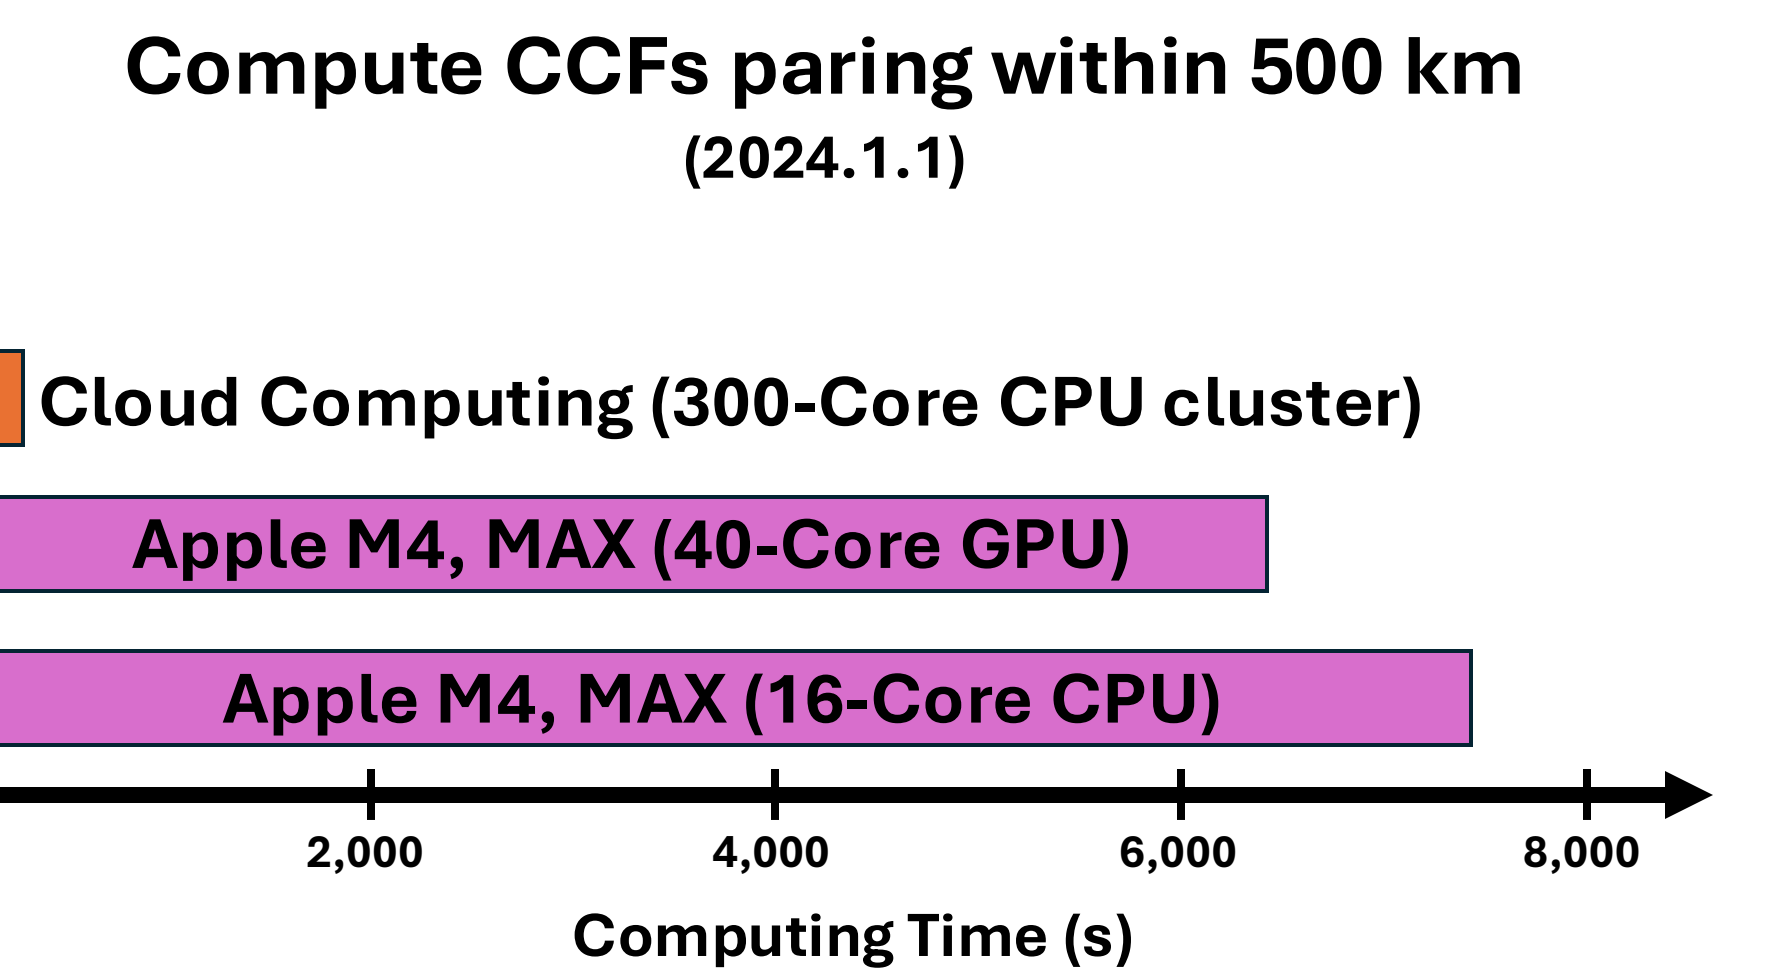 Compute CCFs paring within 500 km
(2024.1.1)
Cloud Computing (300-Core CPU cluster)
Apple M4, MAX (40-Core GPU)
Apple M4, MAX (16-Core CPU)
2,000 4,000 6,000 8,000
Computing Time (s)